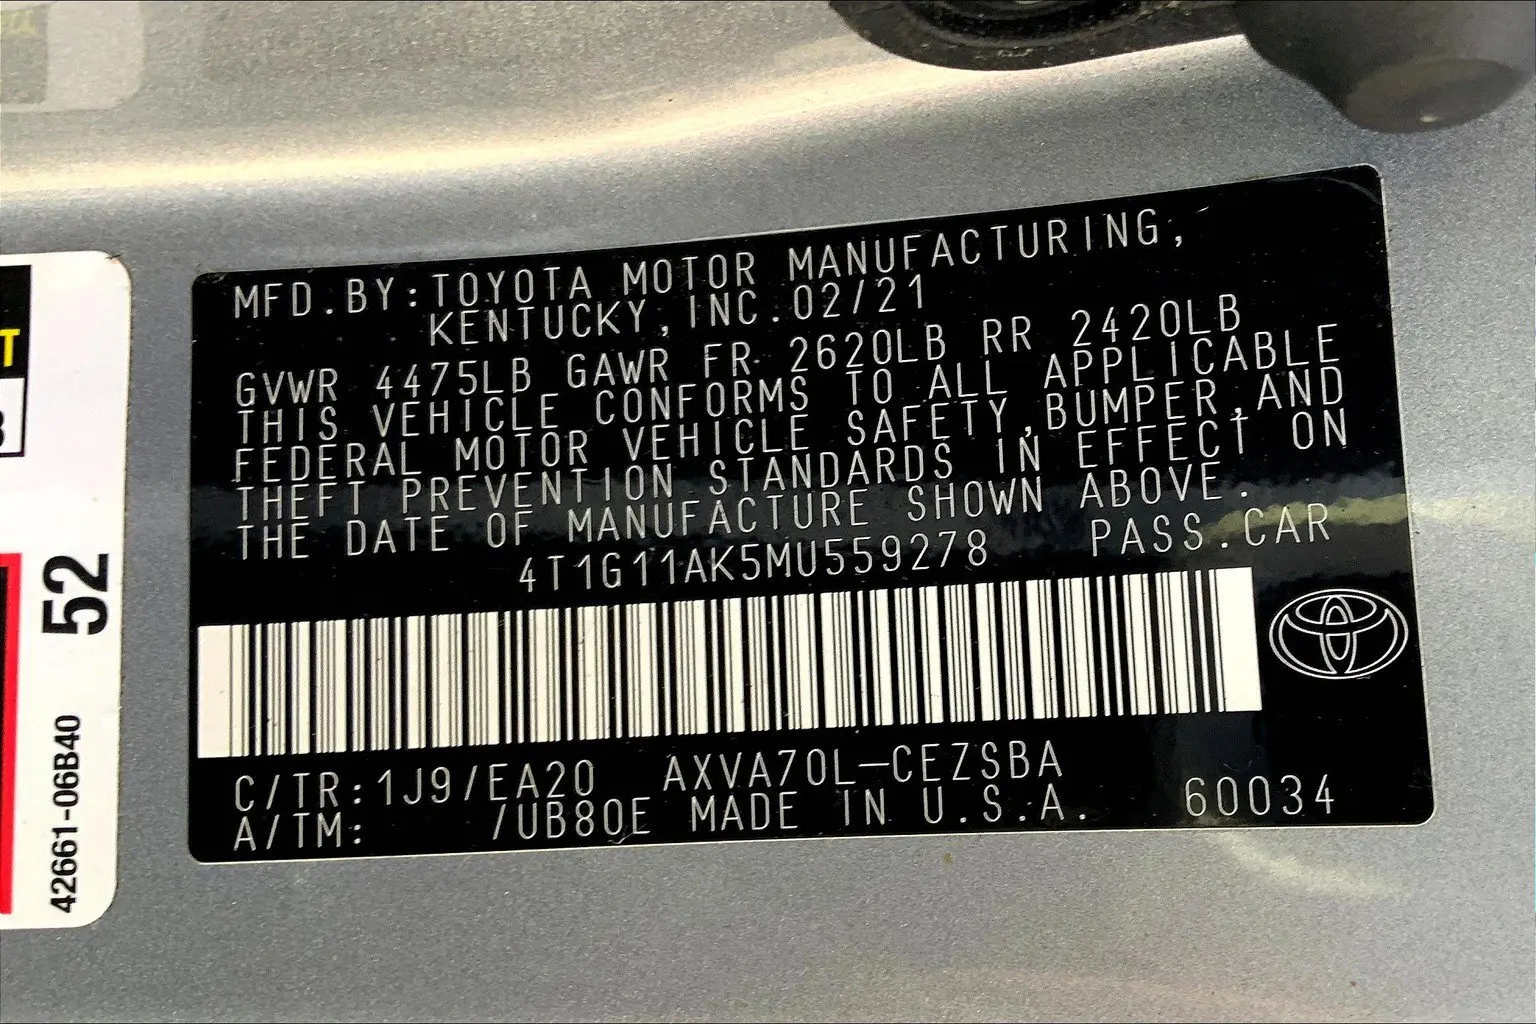 MFD.BY:TOYOTA MOTOR MANUFACTURING,
KENTUCKY,INC.02/21
GVWR 4475LB GAWR FR 2620LB RR 2420LB
THIS VEHICLE CONFORMS TO ALL APPLICABLE
FEDERAL MOTOR VEHICLE SAFETY,BUMPER,AND
THEFT PREVENTION STANDARDS IN EFFECT ON
THE DATE OF MANUFACTURE SHOWN ABOVE.
4T1G11AK5MU559278 PASS.CAR
C/TR:1J9/EA20 AXVA70L-CEZSBA
A/TM: /UB80E MADE IN U.S.A. 60034
T
52
42661-06B40